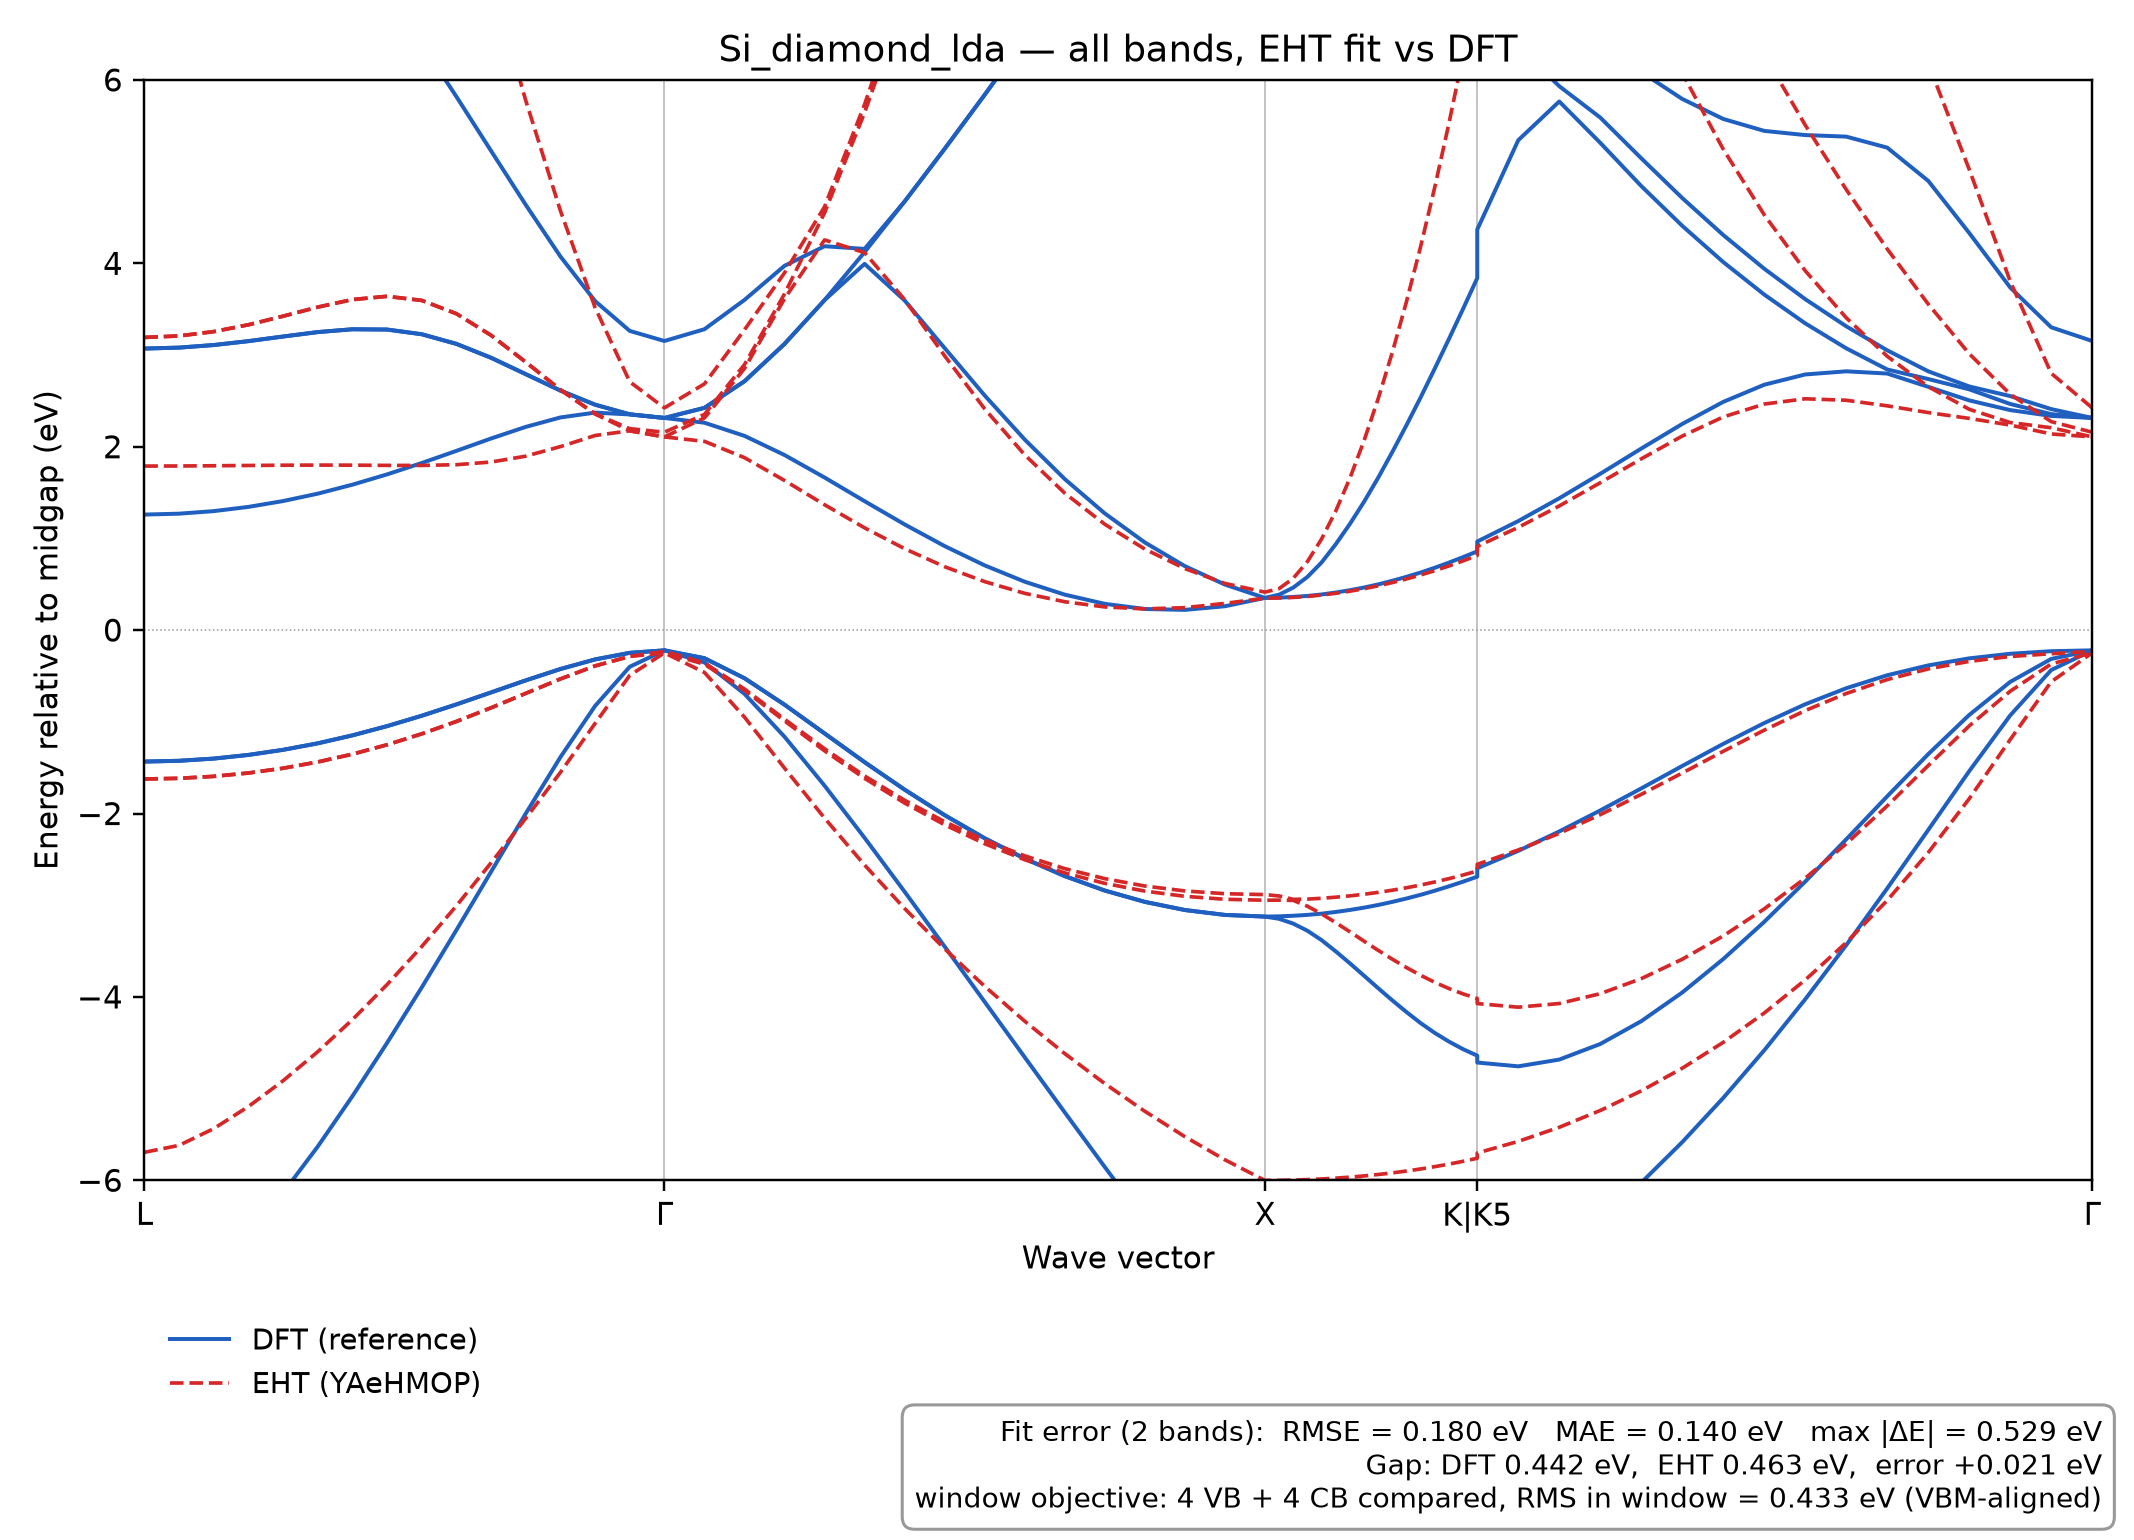 Si_diamond_lda — all bands, EHT fit vs DFT
Energy relative to midgap (eV)
6
4
2
0
−2
−4
−6
L
Γ
X
K|K5
Γ
Wave vector
DFT (reference)
EHT (YAeHMOP)
Fit error (2 bands):  RMSE = 0.180 eV   MAE = 0.140 eV   max |ΔE| = 0.529 eV
Gap: DFT 0.442 eV,  EHT 0.463 eV,  error +0.021 eV
window objective: 4 VB + 4 CB compared, RMS in window = 0.433 eV (VBM-aligned)